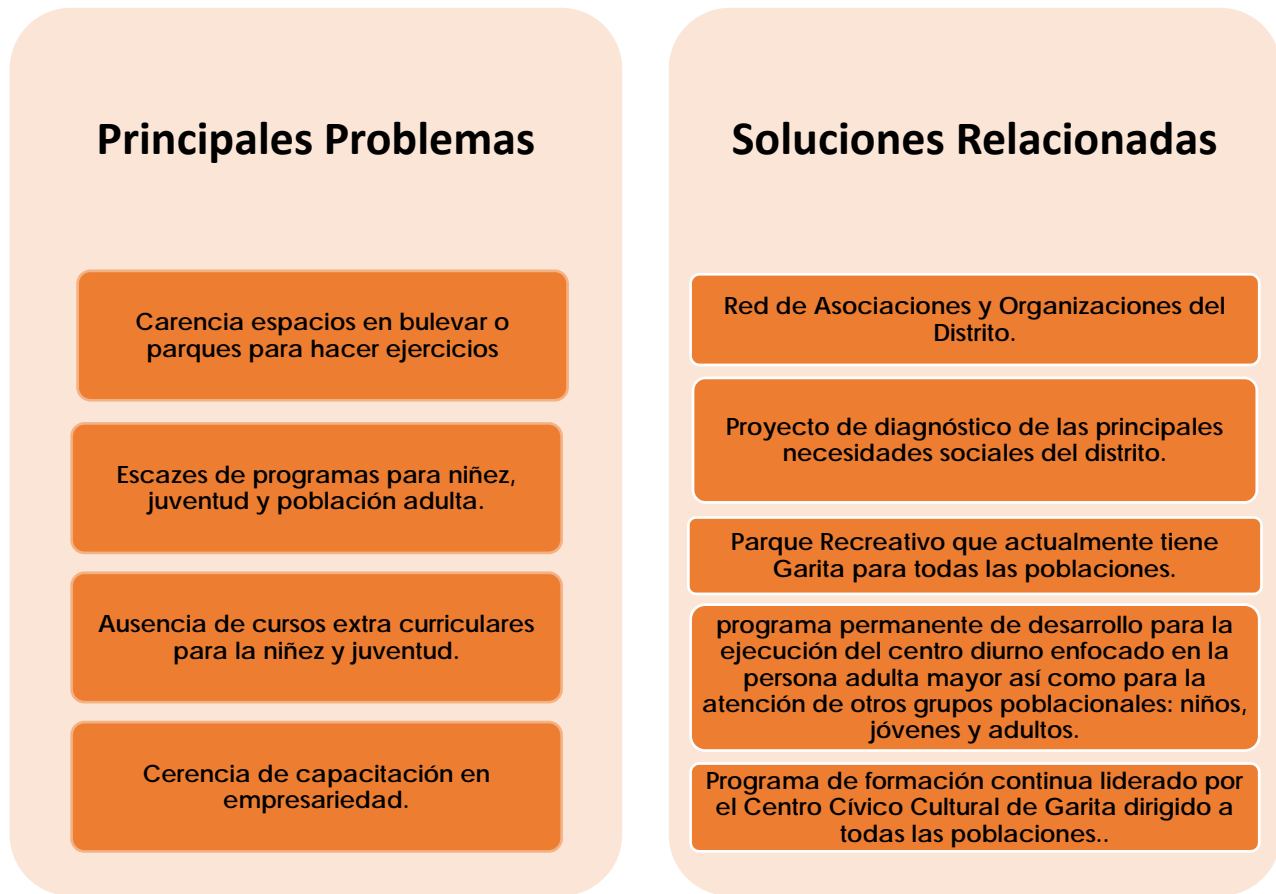 Principales Problemas
Carencia espacios en bulevar o
parques para hacer ejercicios
Escazes de programas para niñez,
juventud y población adulta.
Ausencia de cursos extra curriculares
para la niñez y juventud.
Cerencia de capacitación en
empresariedad.
Soluciones Relacionadas
Red de Asociaciones y Organizaciones del
Distrito.
Proyecto de diagnóstico de las principales
necesidades sociales del distrito.
Parque Recreativo que actualmente tiene
Garita para todas las poblaciones.
programa permanente de desarrollo para la
ejecución del centro diurno enfocado en la
persona adulta mayor así como para la
atención de otros grupos poblacionales: niños,
jóvenes y adultos.
Programa de formación continua liderado por
el Centro Cívico Cultural de Garita dirigido a
todas las poblaciones..